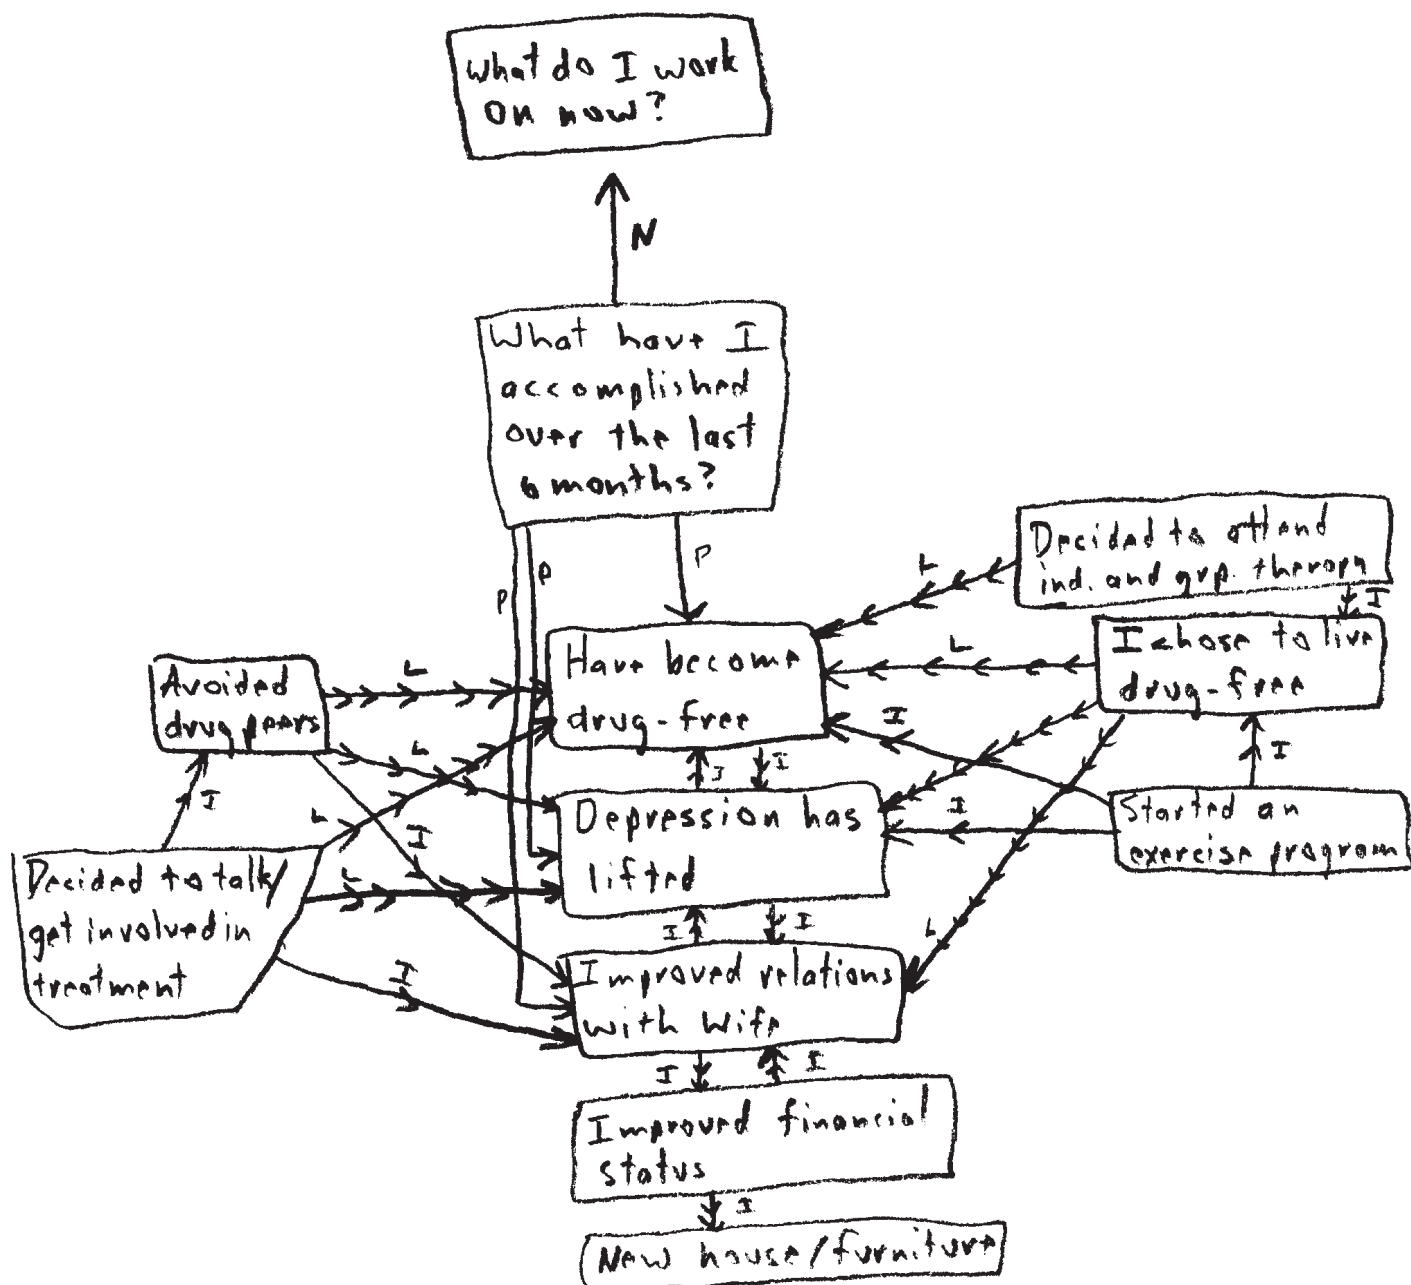 What do I work
on now?
N
What have I
accomplished
over the last
6 months?
P
P
P
Decided to attend
ind. and grp. therapy
I
L
Have become
drug-free
L
I chose to live
drug-free
Avoided
drug peers
L
I
I
I
I
L
I
L
Depression has
lifted
I
Started an
exercise program
L
I
Decided to talk/
get involved in
treatment
L
I
I
L
I
Improved relations
with Wife
I
I
Improved financial
status
I
New house/furniture